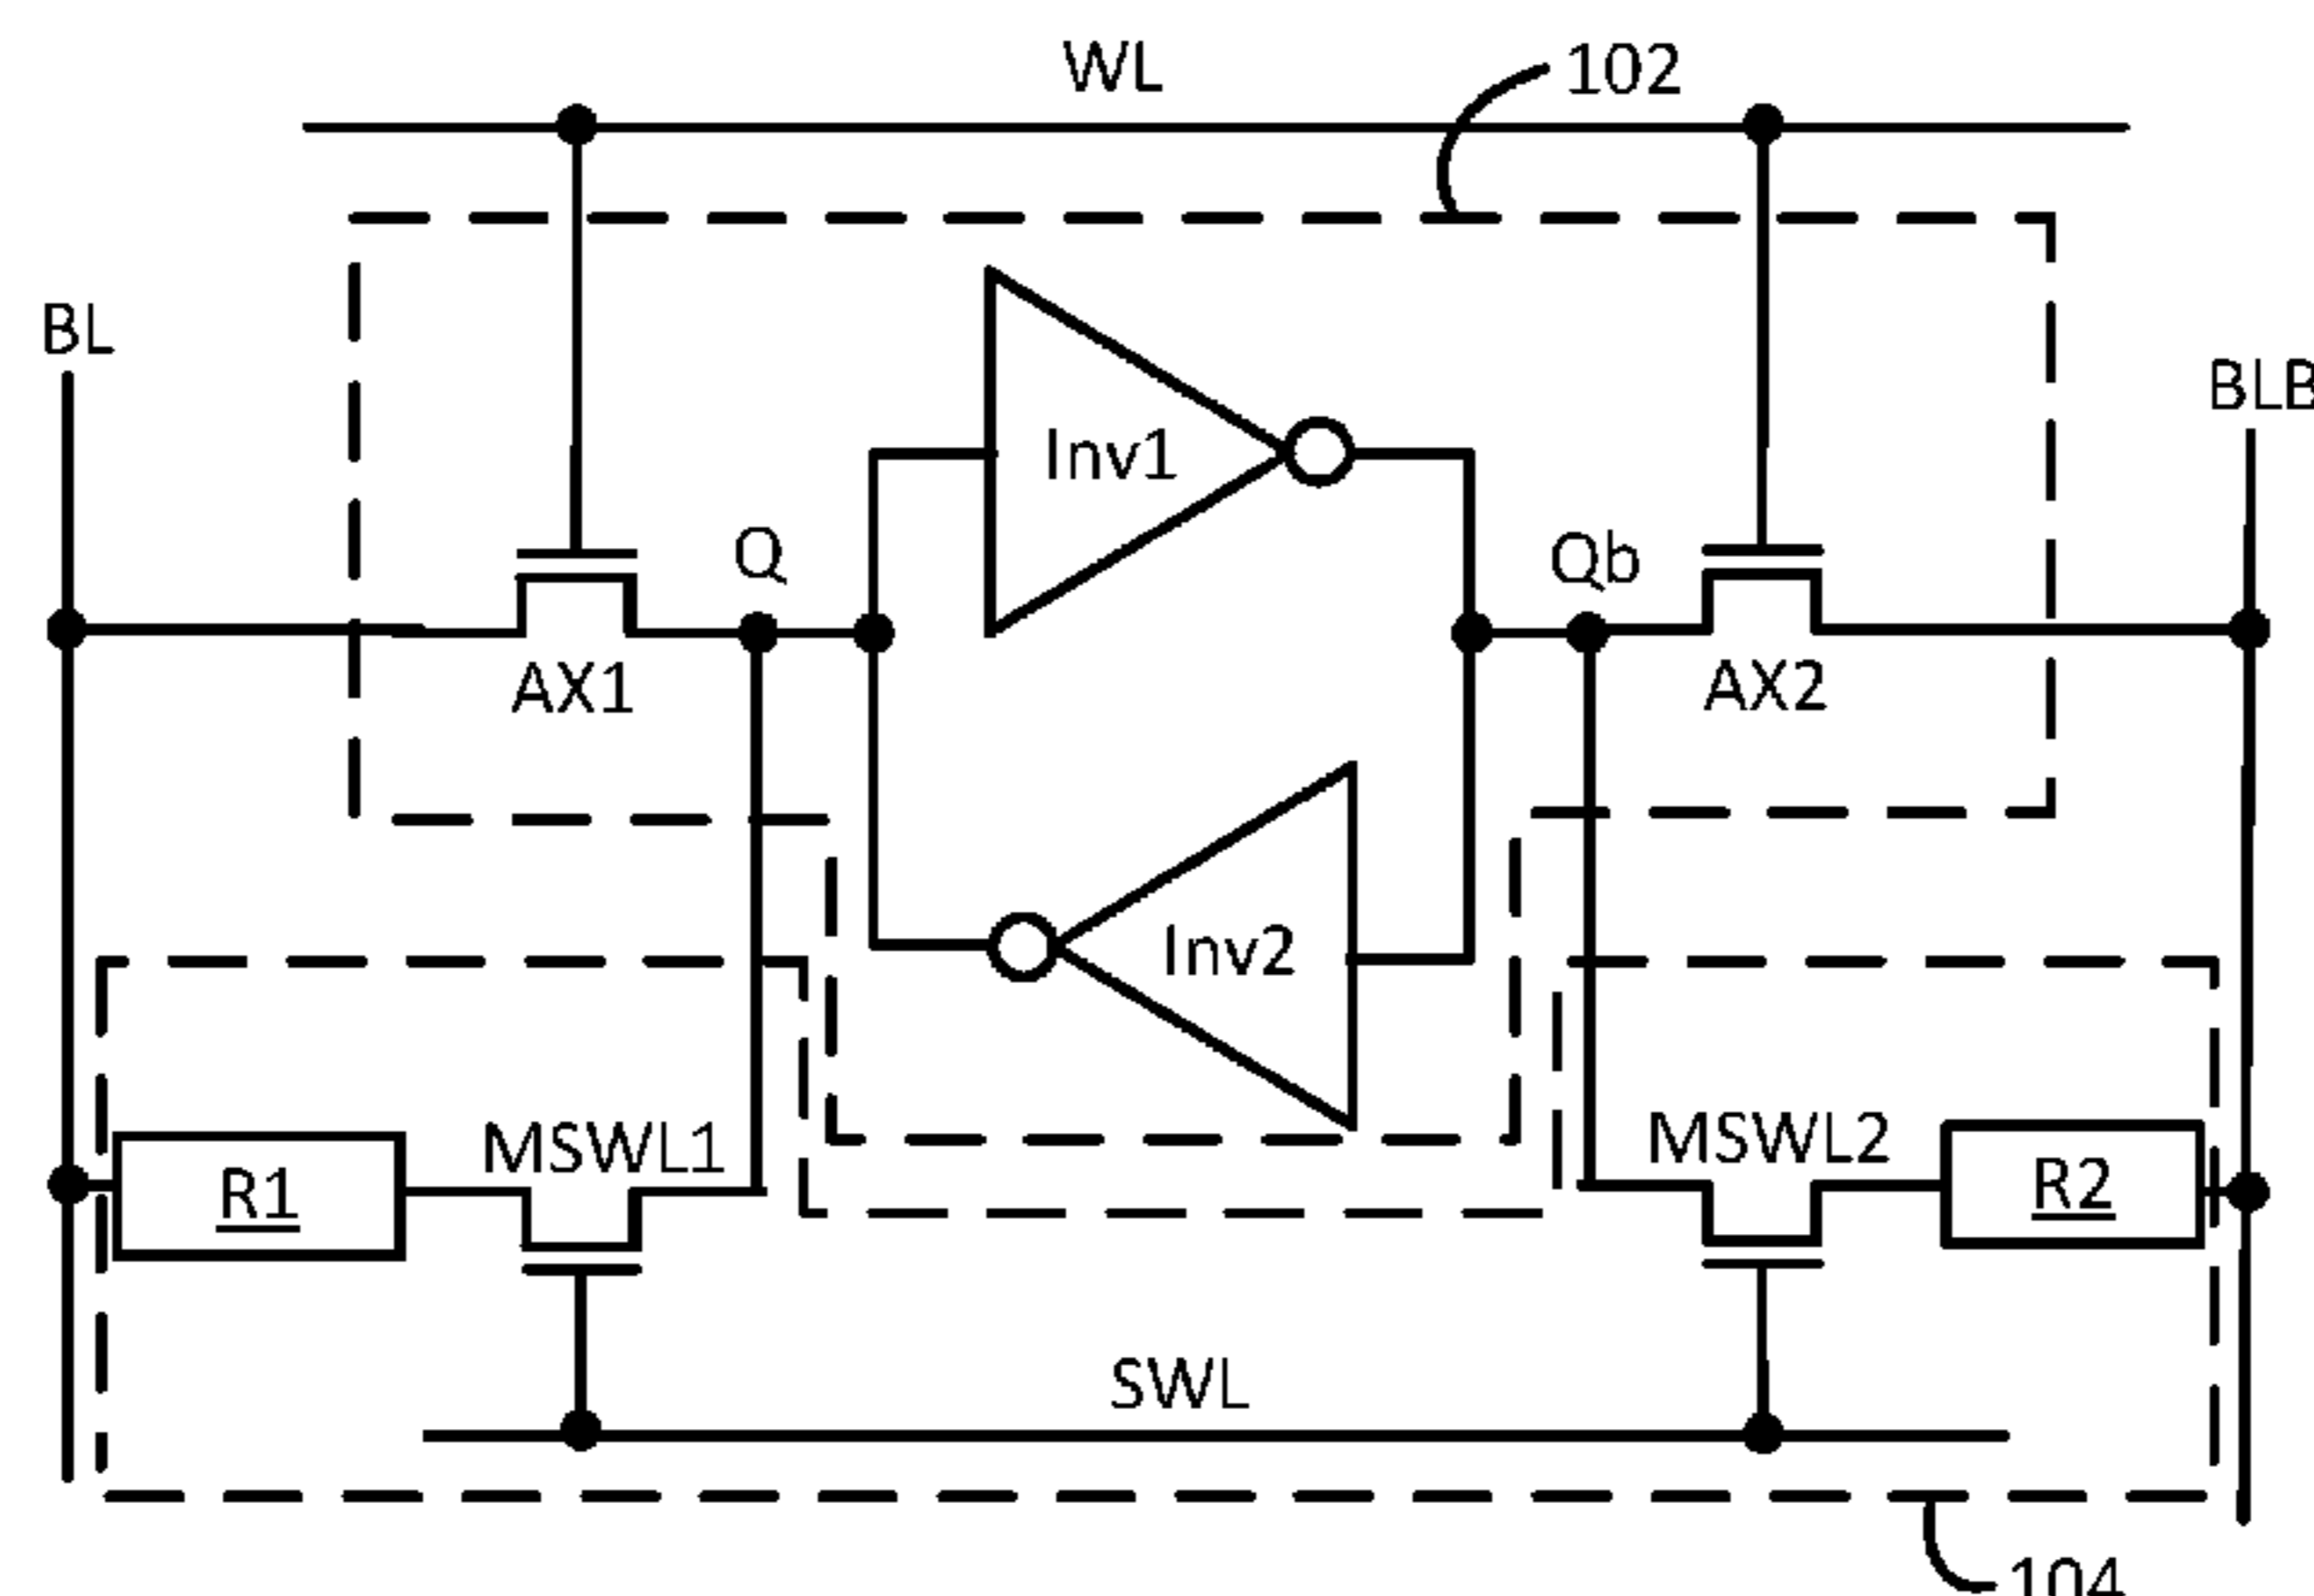 WL
102
BL
BLB
Inv1
Q
Qb
AX1
AX2
Inv2
MSWL1
MSWL2
R1
R2
SWL
104